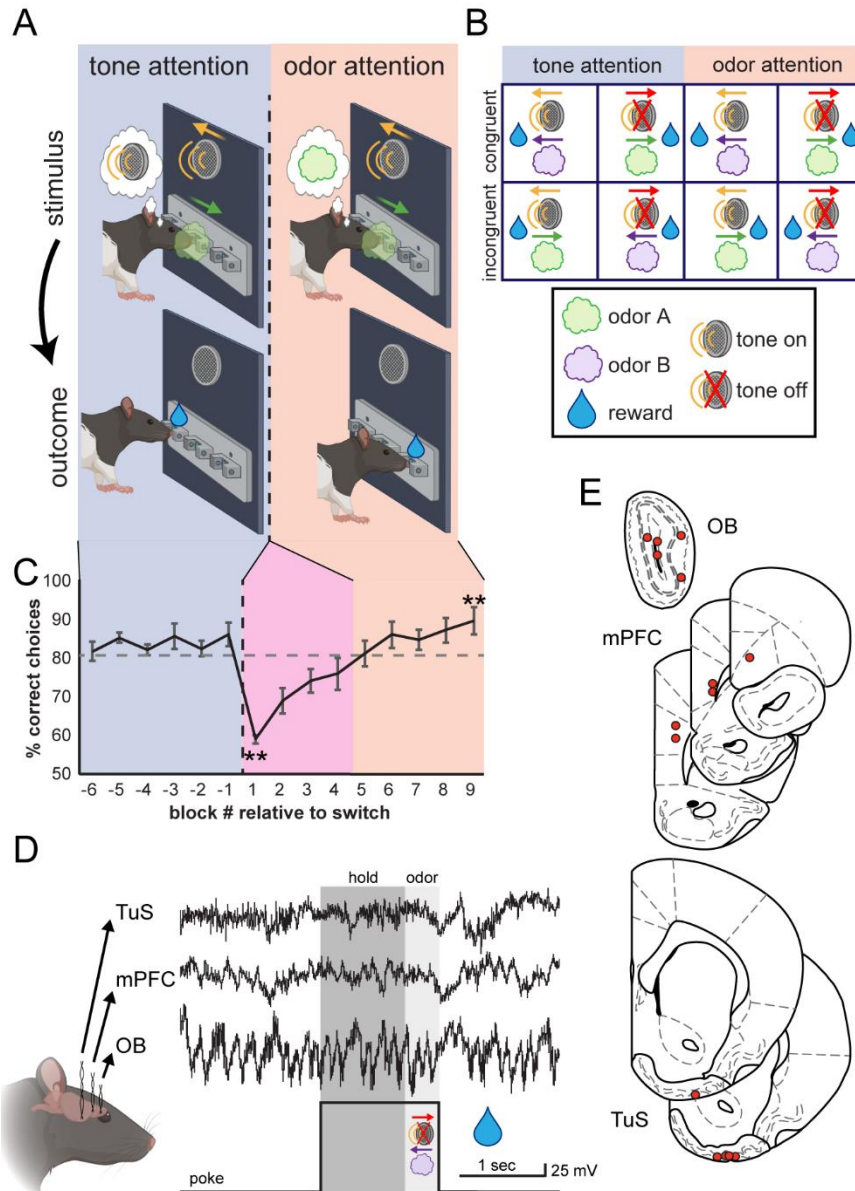 A
tone attention
odor attention
stimulus
outcome
B
tone attention
odor attention
congruent
incongruent
odor A
odor B
reward
tone on
tone off
C
% correct choices
100
90
80
70
60
50
**
**
-6 -5 -4 -3 -2 -1 1 2 4 4 5 6 7 8 9
block # relative to switch
D
hold
odor
TuS
mPFC
OB
poke
1 sec
25 mV
E
OB
mPFC
TuS